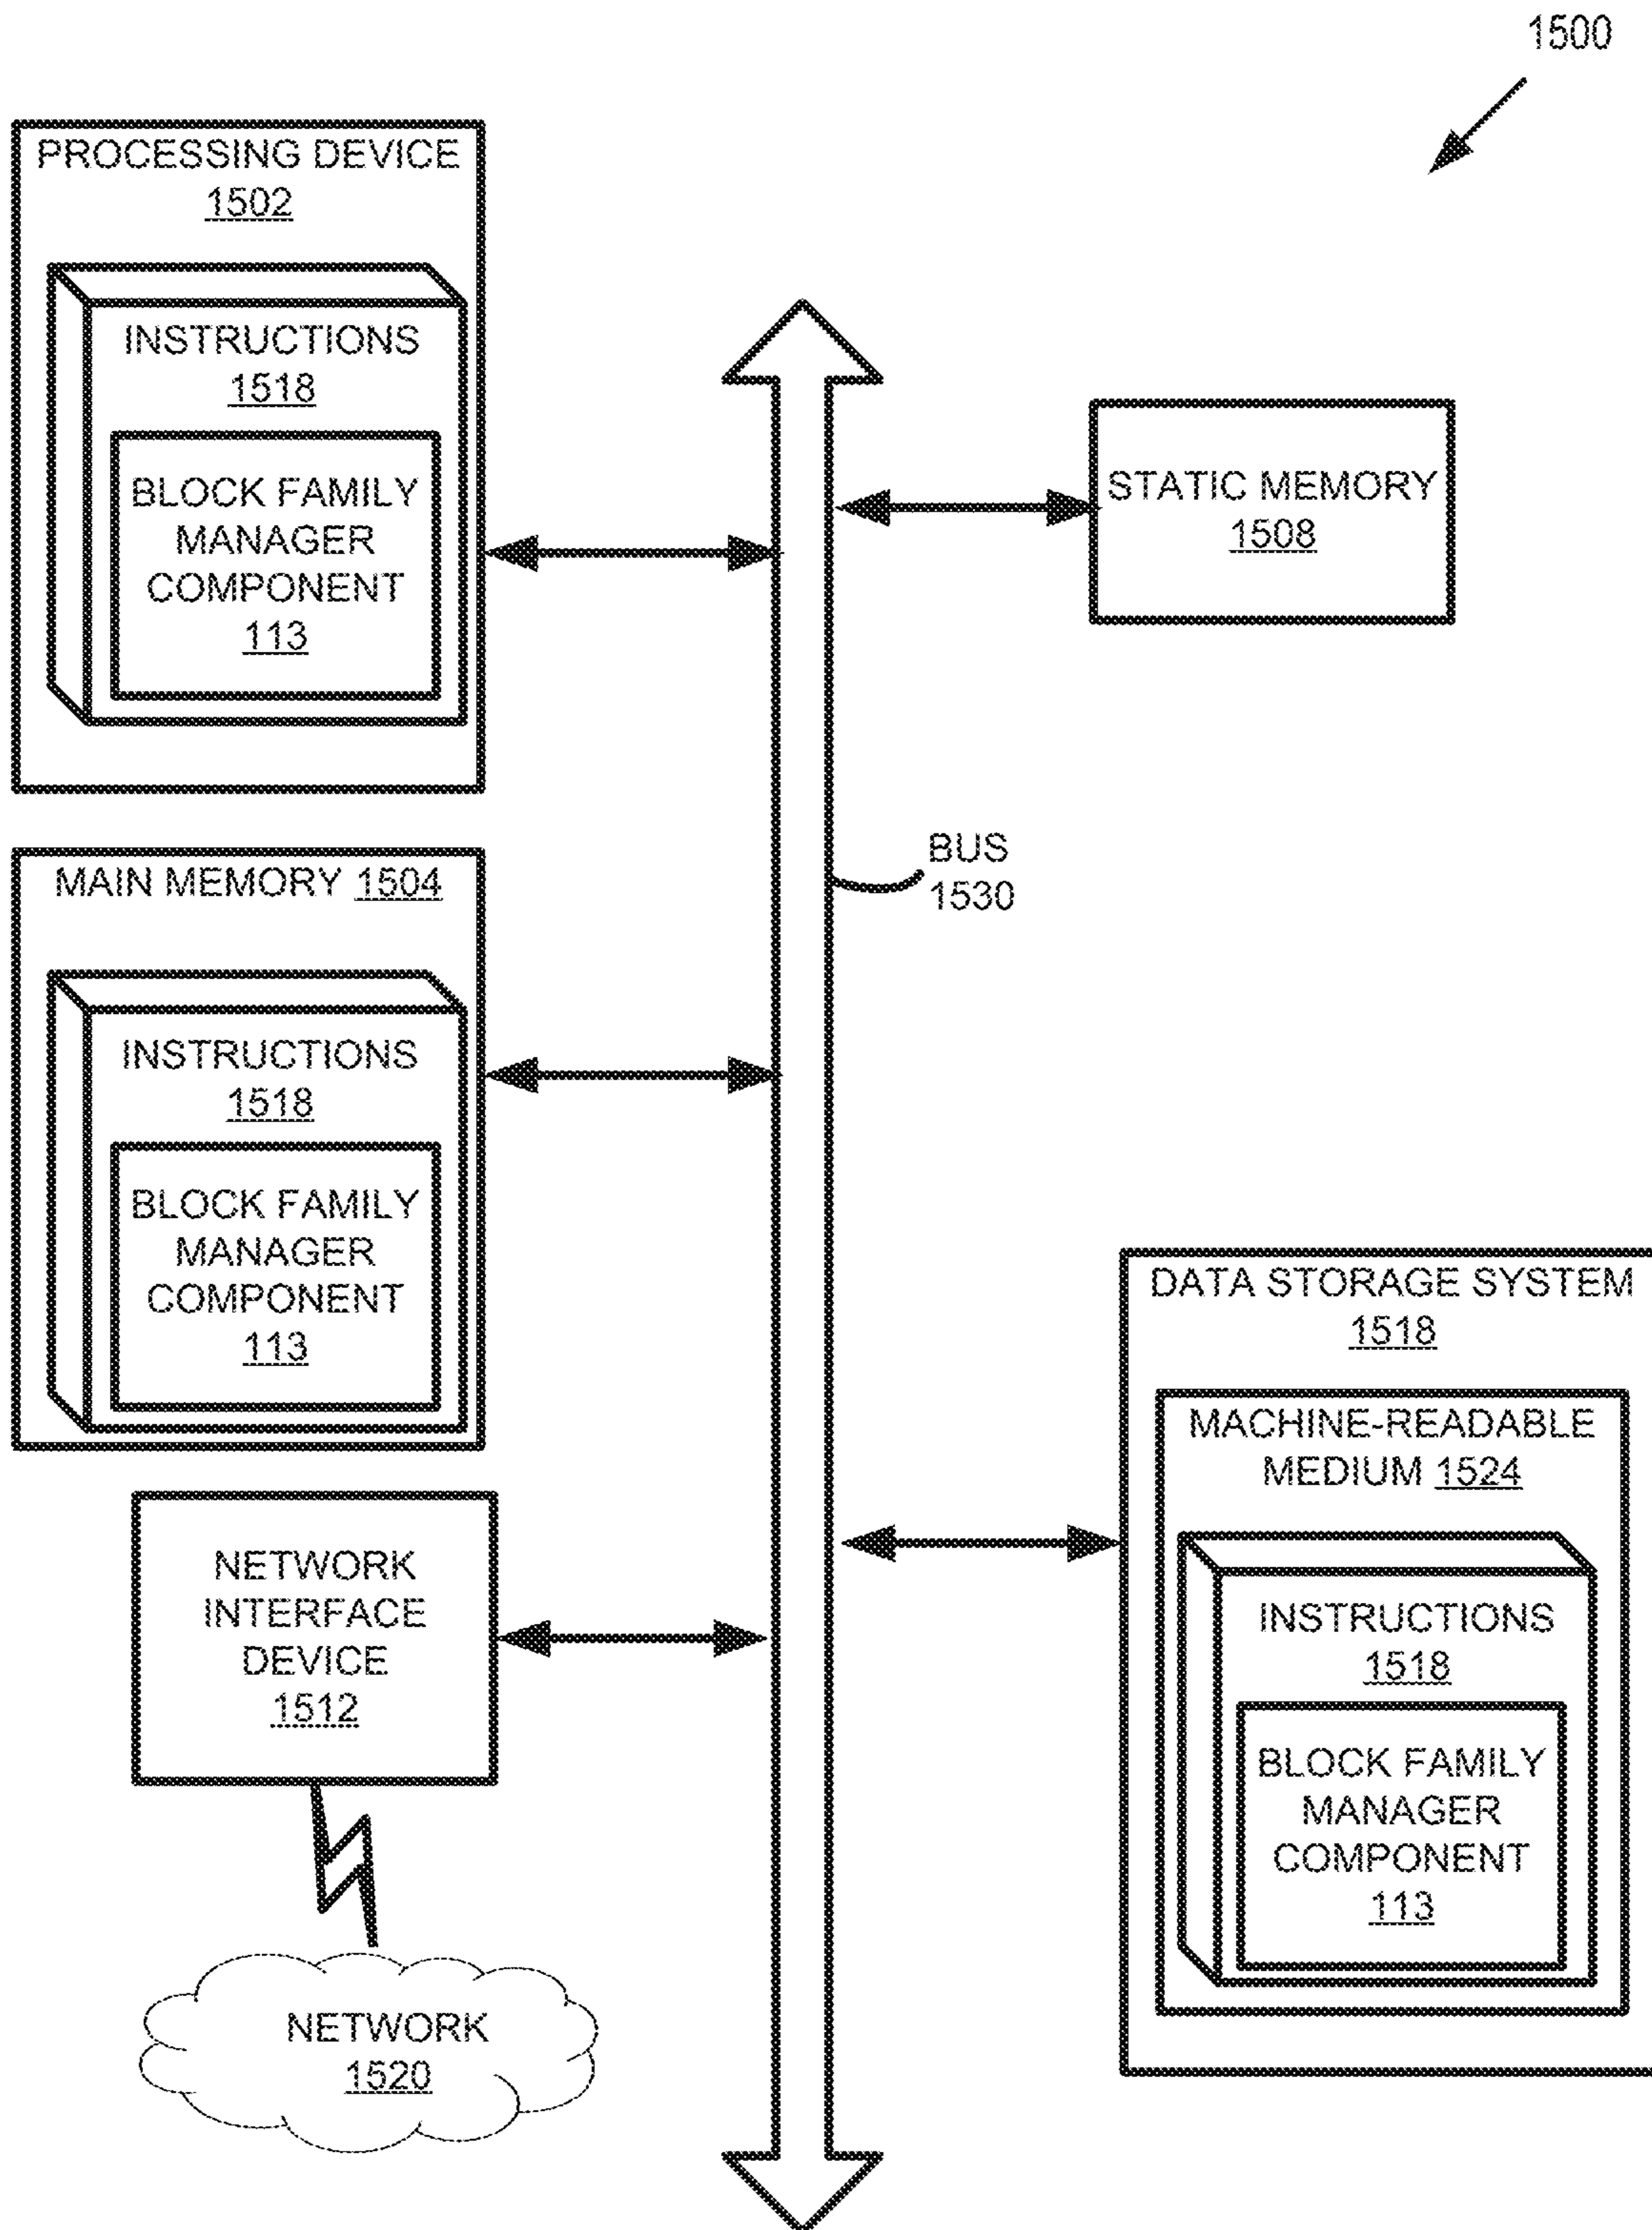 1500
PROCESSING DEVICE
1502
INSTRUCTIONS
1518
BLOCK FAMILY
MANAGER
COMPONENT
113
STATIC MEMORY
1508
BUS
1530
MAIN MEMORY 1504
INSTRUCTIONS
1518
BLOCK FAMILY
MANAGER
COMPONENT
113
DATA STORAGE SYSTEM
1518
MACHINE-READABLE
MEDIUM 1524
INSTRUCTIONS
1518
BLOCK FAMILY
MANAGER
COMPONENT
113
NETWORK
INTERFACE
DEVICE
1512
NETWORK
1520